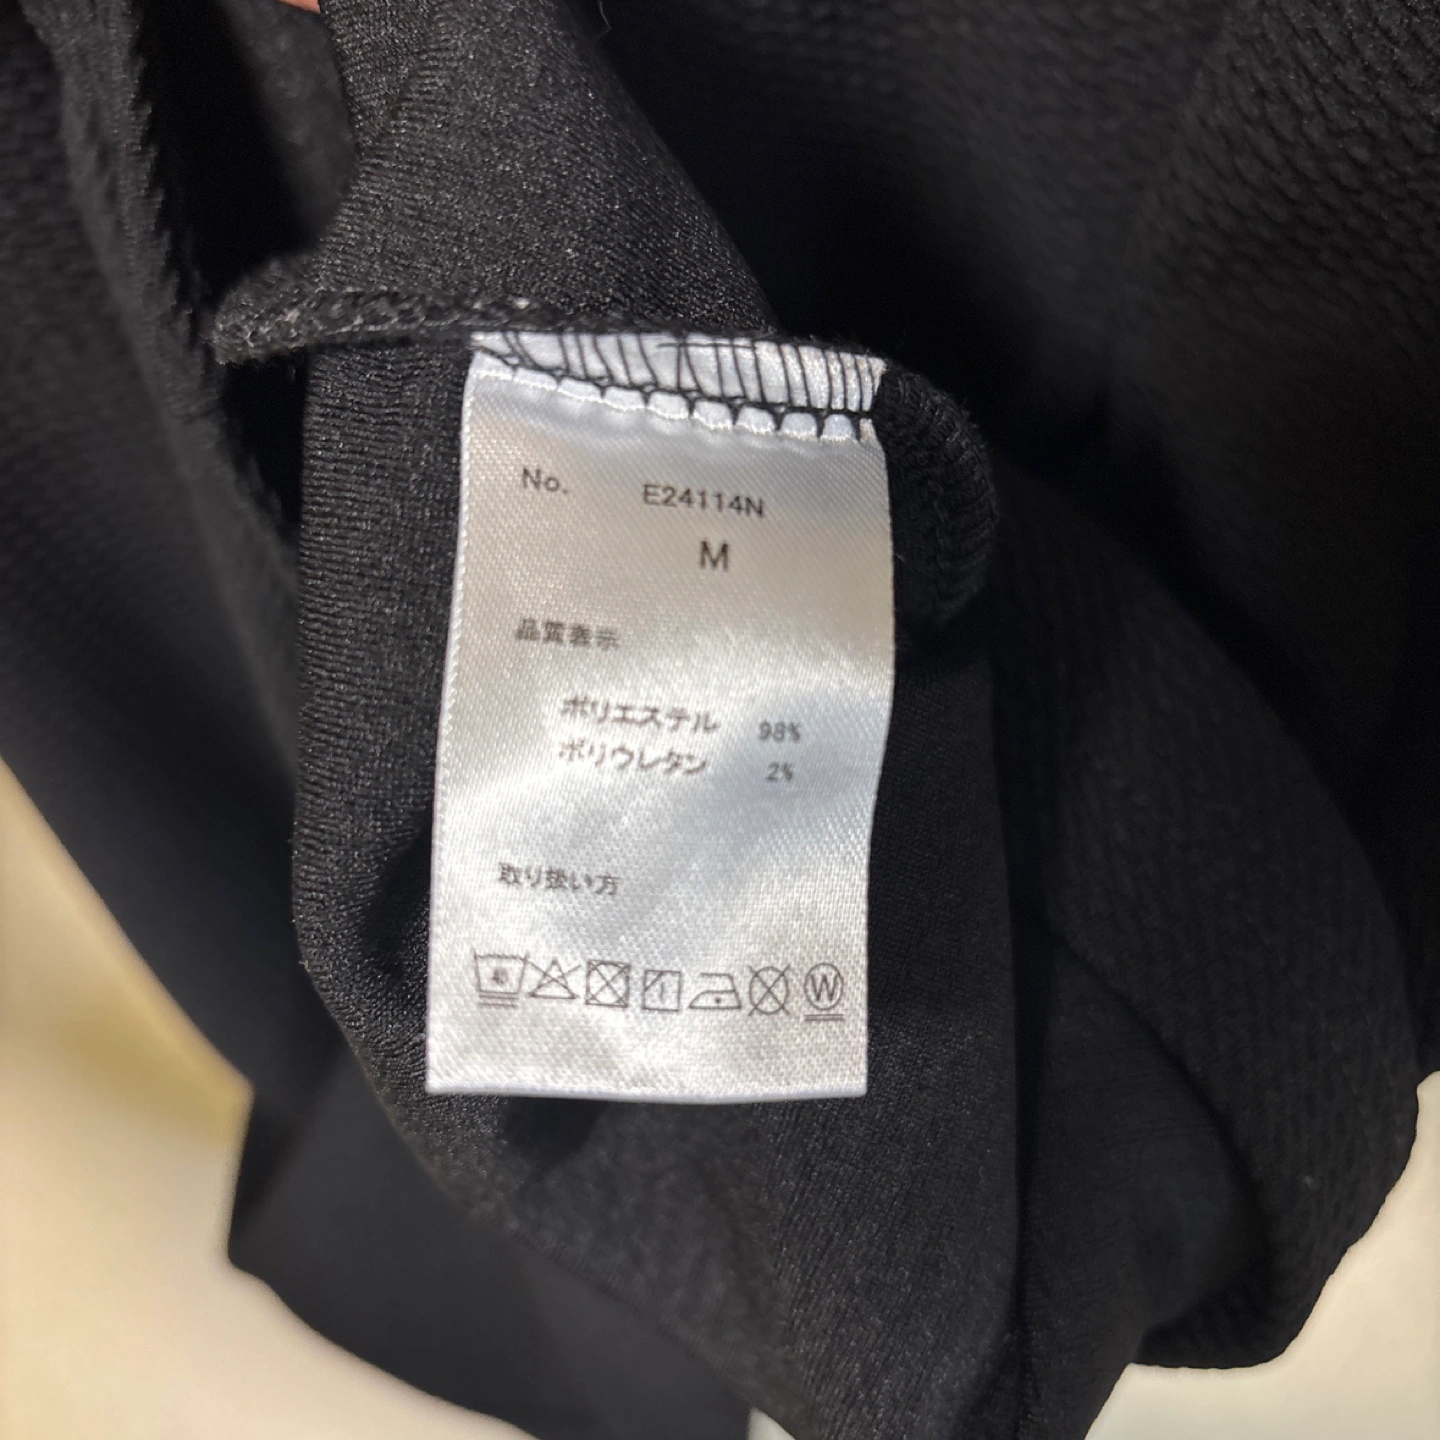 No. E24114N
M
品質表示
ポリエステル 98%
ポリウレタン 2%
取り扱い方
40 W